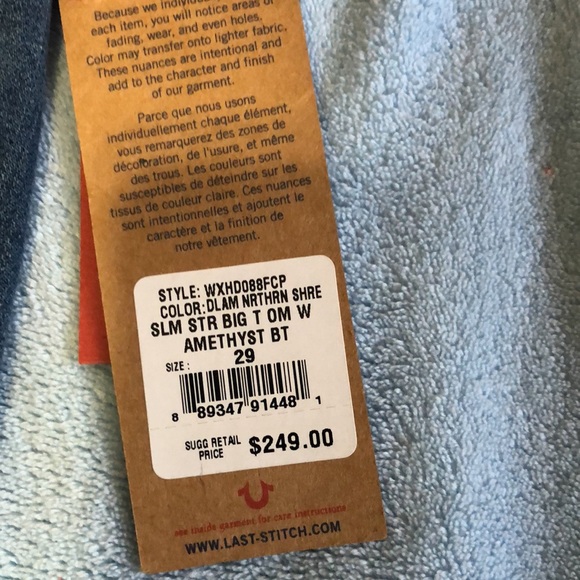 Because we individual
each item, you will notice areas of
fading, wear, and even holes.
Color may transfer onto lighter fabric.
These nuances are intentional and
add to the character and finish
of our garment.
Parce que nous usons
individuellement chaque élément,
vous remarquerez des zones de
décoloration, de l'usure, et même
des trous. Les couleurs sont
susceptibles de déteindre sur les
tissus de couleur claire. Ces nuances
sont intentionnelles et ajoutent le
caractère et la finition de
notre vêtement.
STYLE: WXHD088FCP
COLOR:DLAM NRTHRN SHRE
SLM STR BIG T OM W
AMETHYST BT
SIZE: 29
8 89347 91448 1
SUGG RETAIL
PRICE $249.00
see inside garment for care instructions
WWW.LAST-STITCH.COM